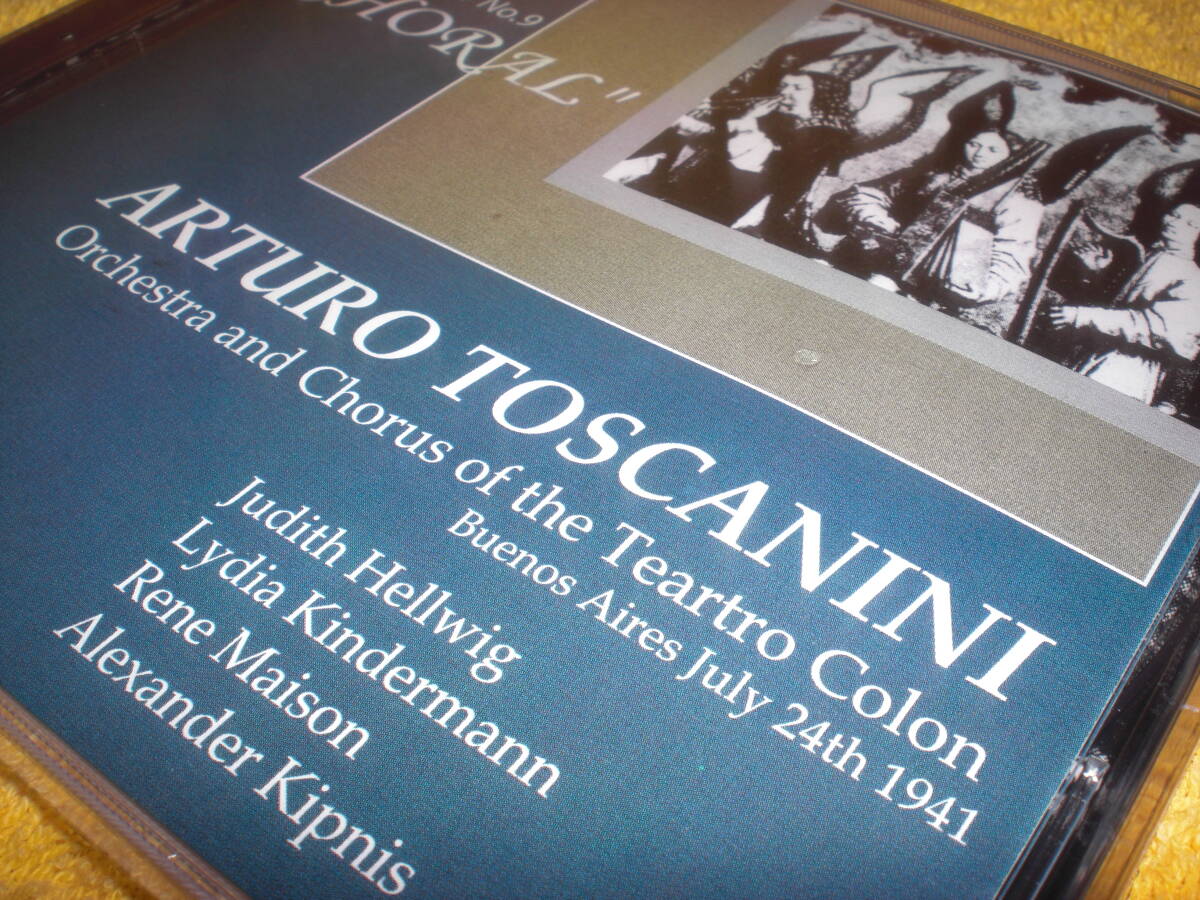 No.9
HORAL"
ARTURO TOSCANINI
Orchestra and Chorus of the Teartro Colon
Buenos Aires July 24th 1941
Judith Hellwig
Lydia Kindermann
Rene Maison
Alexander Kipnis